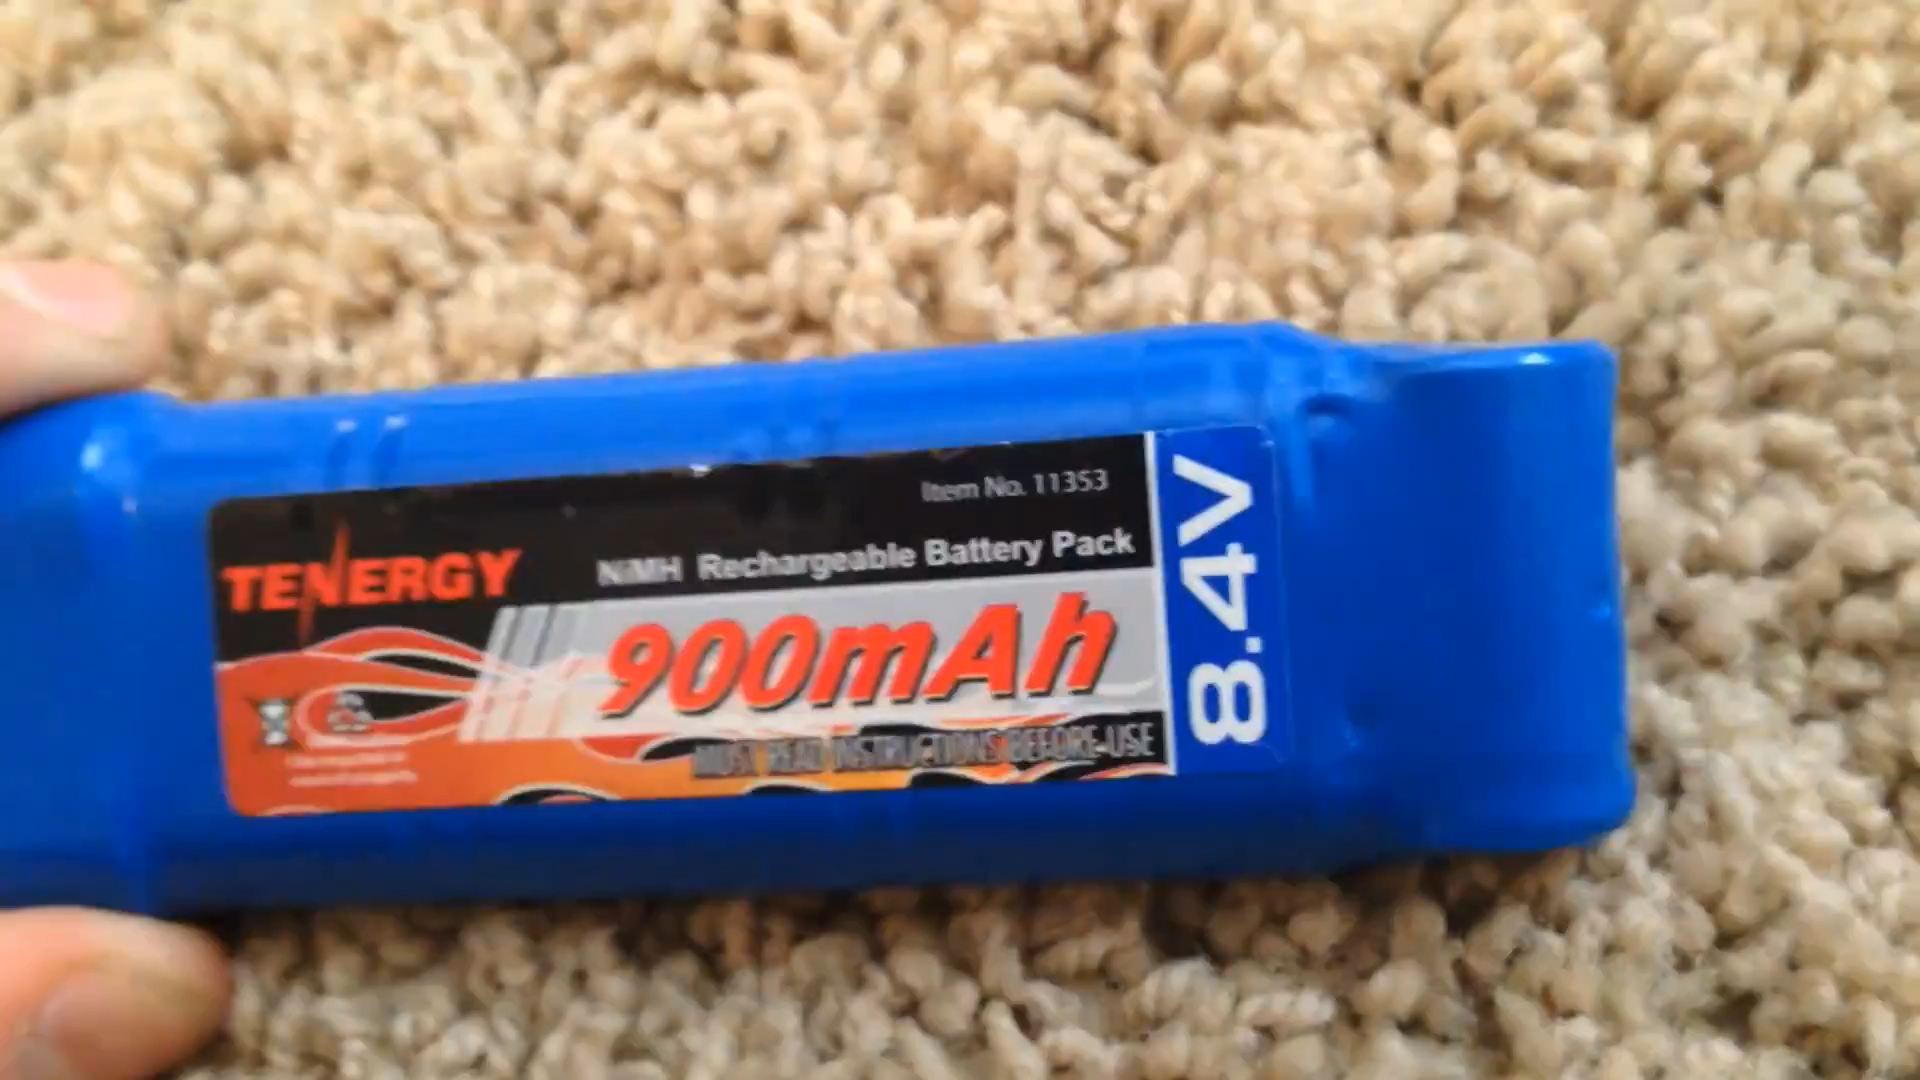 Item No. 11353
TENERGY
NiMH Rechargeable Battery Pack
900mAh
MUST READ INSTRUCTIONS BEFORE USE
8.4V